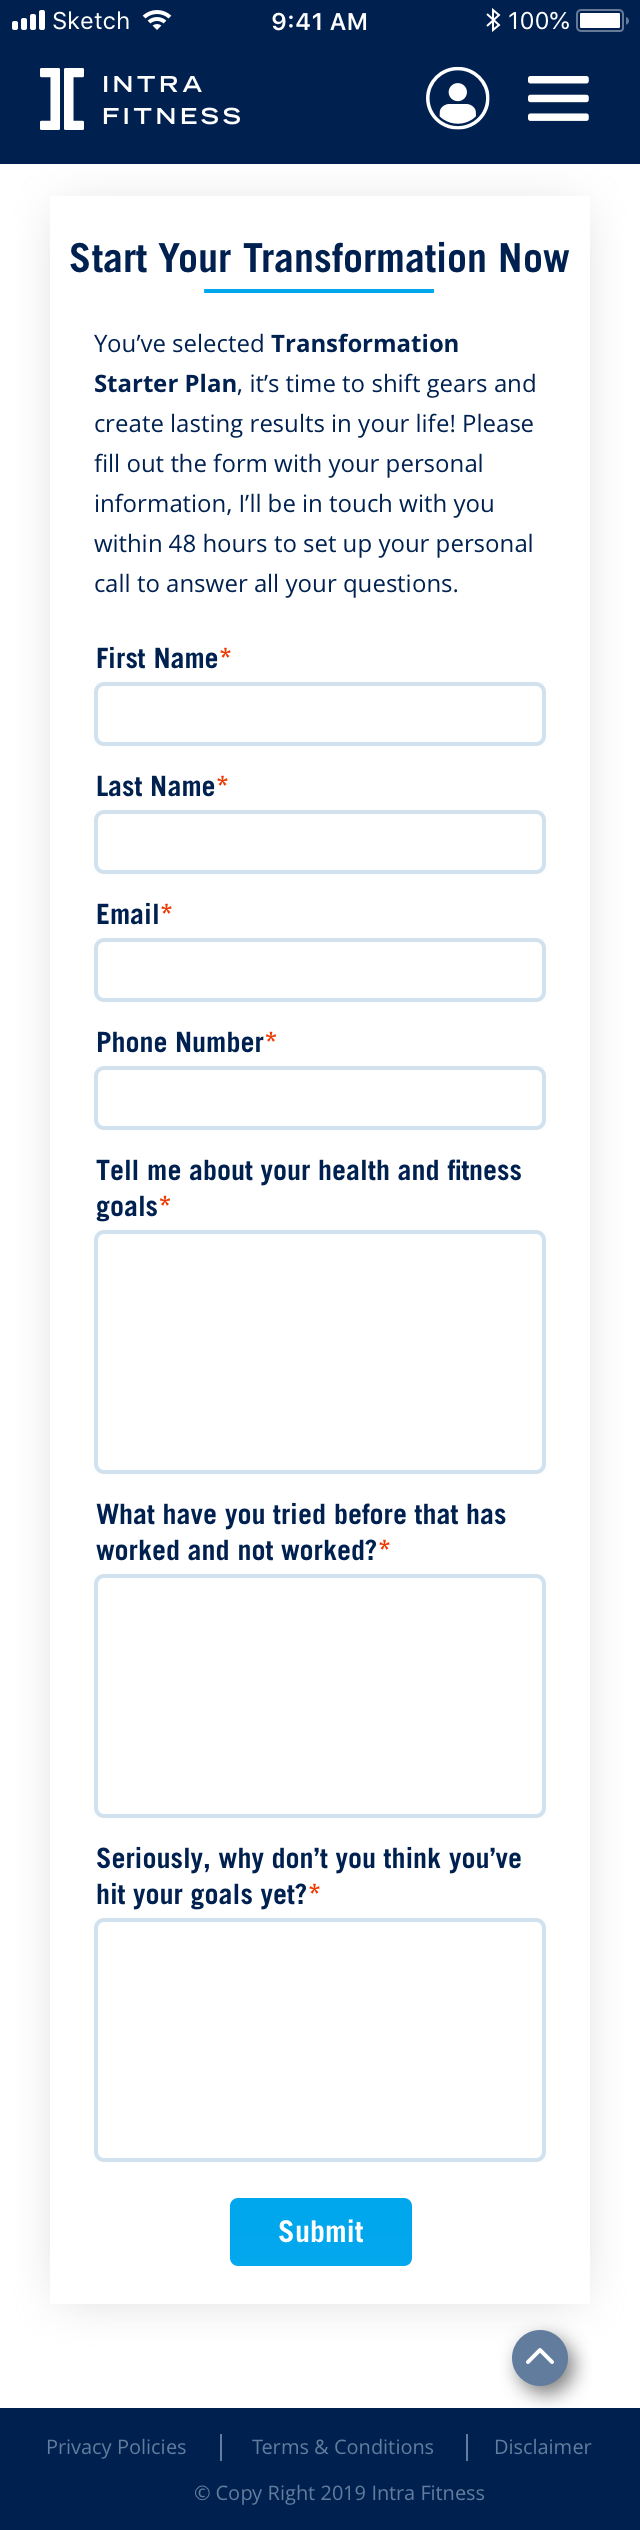 Sketch 9:41 AM 100%
INTRA
FITNESS
Start Your Transformation Now
You’ve selected Transformation
Starter Plan, it’s time to shift gears and
create lasting results in your life! Please
fill out the form with your personal
information, I’ll be in touch with you
within 48 hours to set up your personal
call to answer all your questions.
First Name*
Last Name*
Email*
Phone Number*
Tell me about your health and fitness
goals*
What have you tried before that has
worked and not worked?*
Seriously, why don’t you think you’ve
hit your goals yet?*
Submit
Privacy Policies | Terms & Conditions | Disclaimer
© Copy Right 2019 Intra Fitness